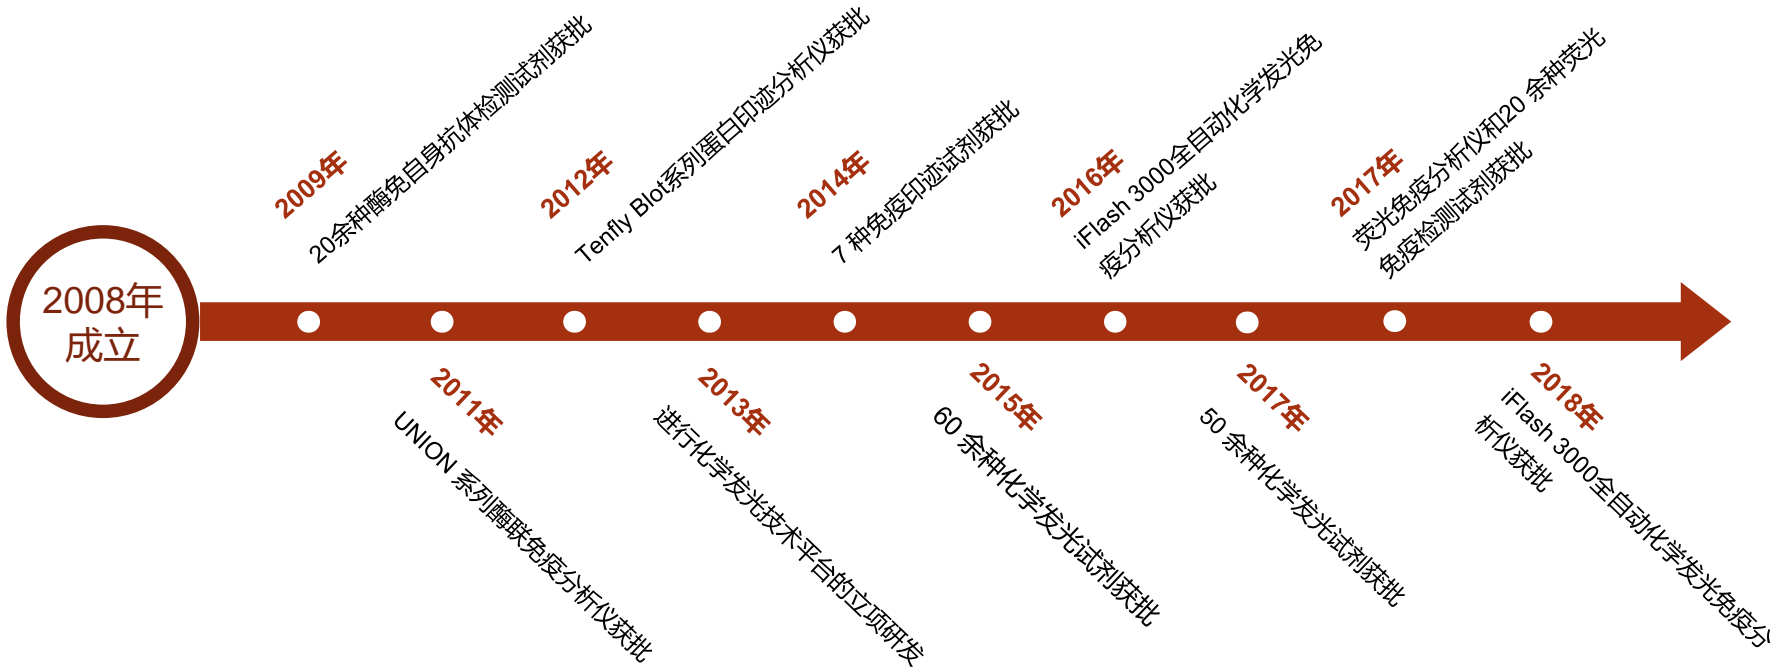 2008年
成立
2009年
20余种酶免自身抗体检测试剂获批
2011年
UNION 系列酶联免疫分析仪获批
2012年
Tenfly Blot系列蛋白印迹分析仪获批
2013年
进行化学发光技术平台的立项研发
2014年
7 种免疫印迹试剂获批
2015年
60 余种化学发光试剂获批
2016年
iFlash 3000全自动化学发光免
疫分析仪获批
2017年
50 余种化学发光试剂获批
2017年
荧光免疫分析仪和20 余种荧光
免疫检测试剂获批
2018年
iFlash 3000全自动化学发光免疫分
析仪获批